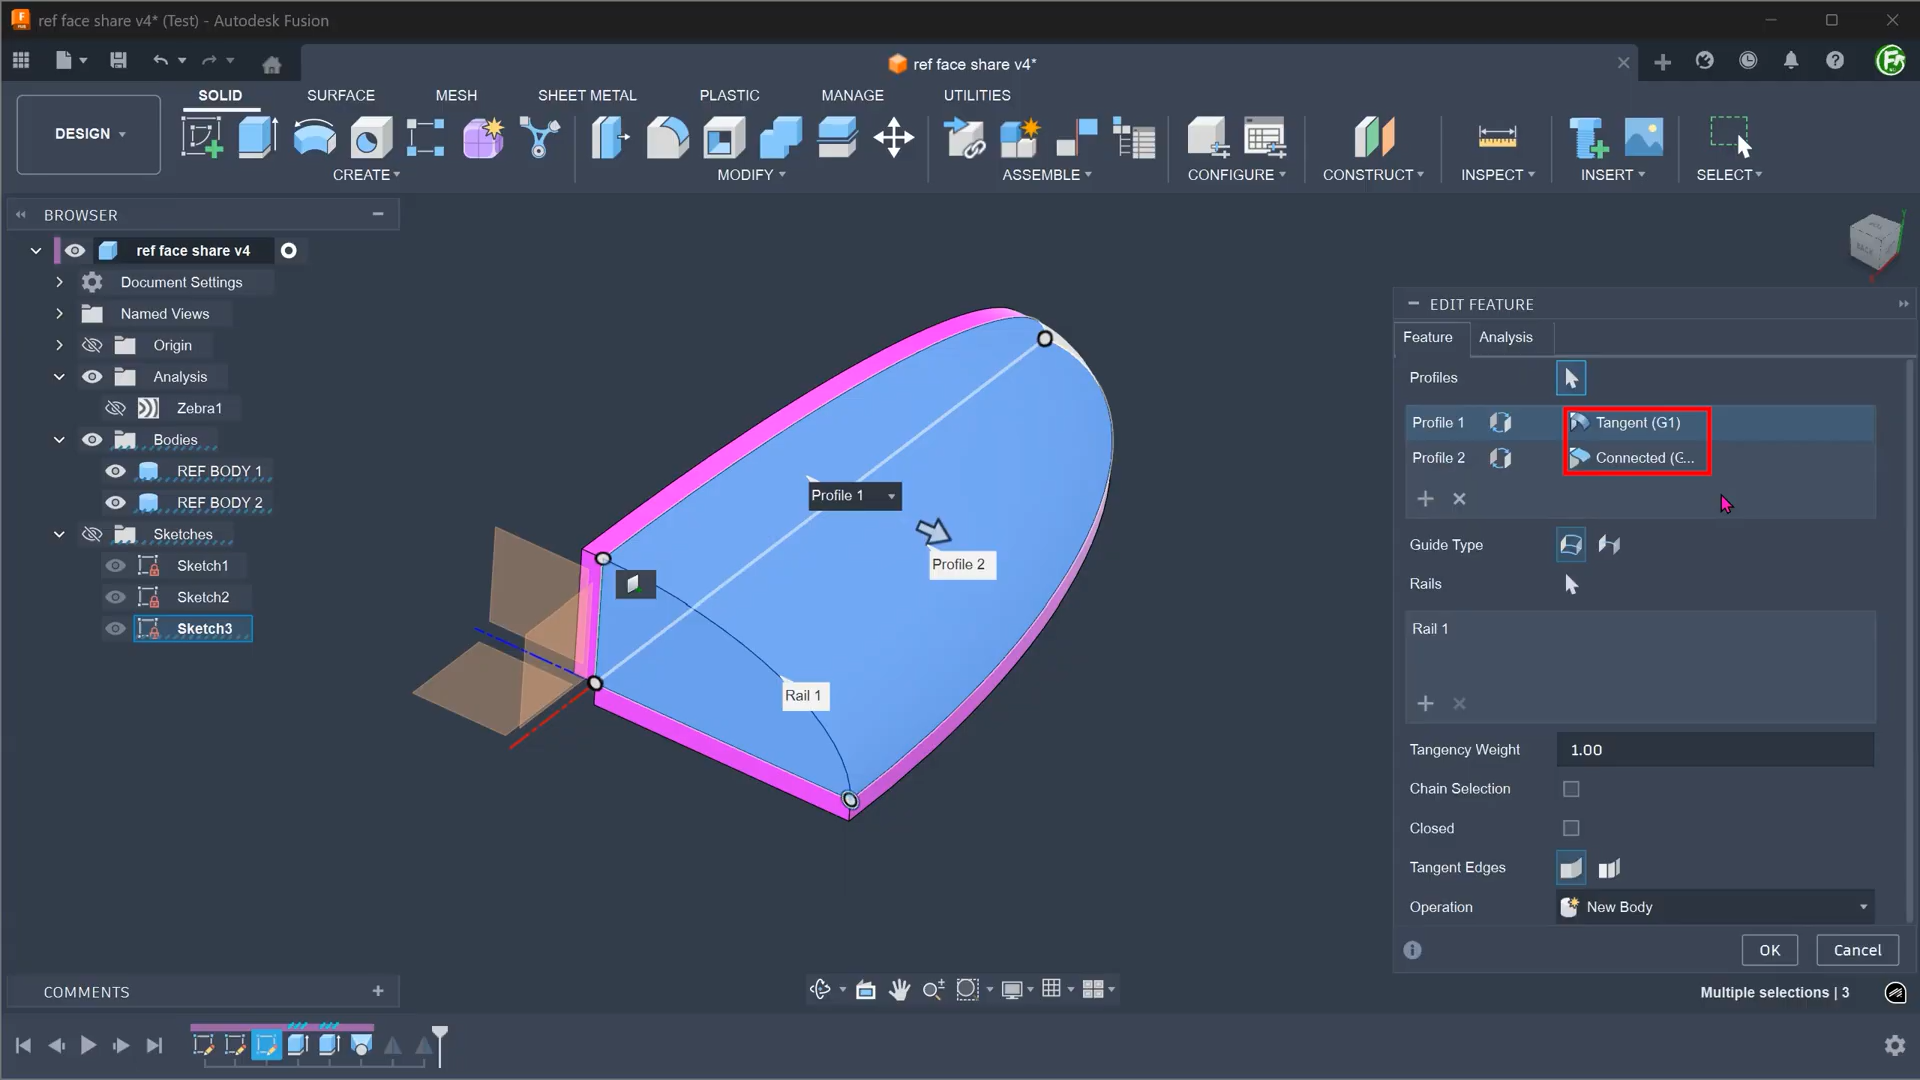 ref face share v4* (Test) - Autodesk Fusion
ref face share v4*
DESIGN
SOLID SURFACE MESH SHEET METAL PLASTIC MANAGE UTILITIES
CREATE MODIFY ASSEMBLE CONFIGURE CONSTRUCT INSPECT INSERT SELECT
BROWSER
ref face share v4
Document Settings
Named Views
Origin
Analysis
Zebra1
Bodies
REF BODY 1
REF BODY 2
Sketches
Sketch1
Sketch2
Sketch3
Profile 1
Profile 2
Rail 1
BACK
EDIT FEATURE
Feature Analysis
Profiles
Profile 1 Tangent (G1)
Profile 2 Connected (G...
Guide Type
Rails
Rail 1
Tangency Weight 1.00
Chain Selection
Closed
Tangent Edges
Operation New Body
OK Cancel
COMMENTS
Multiple selections | 3